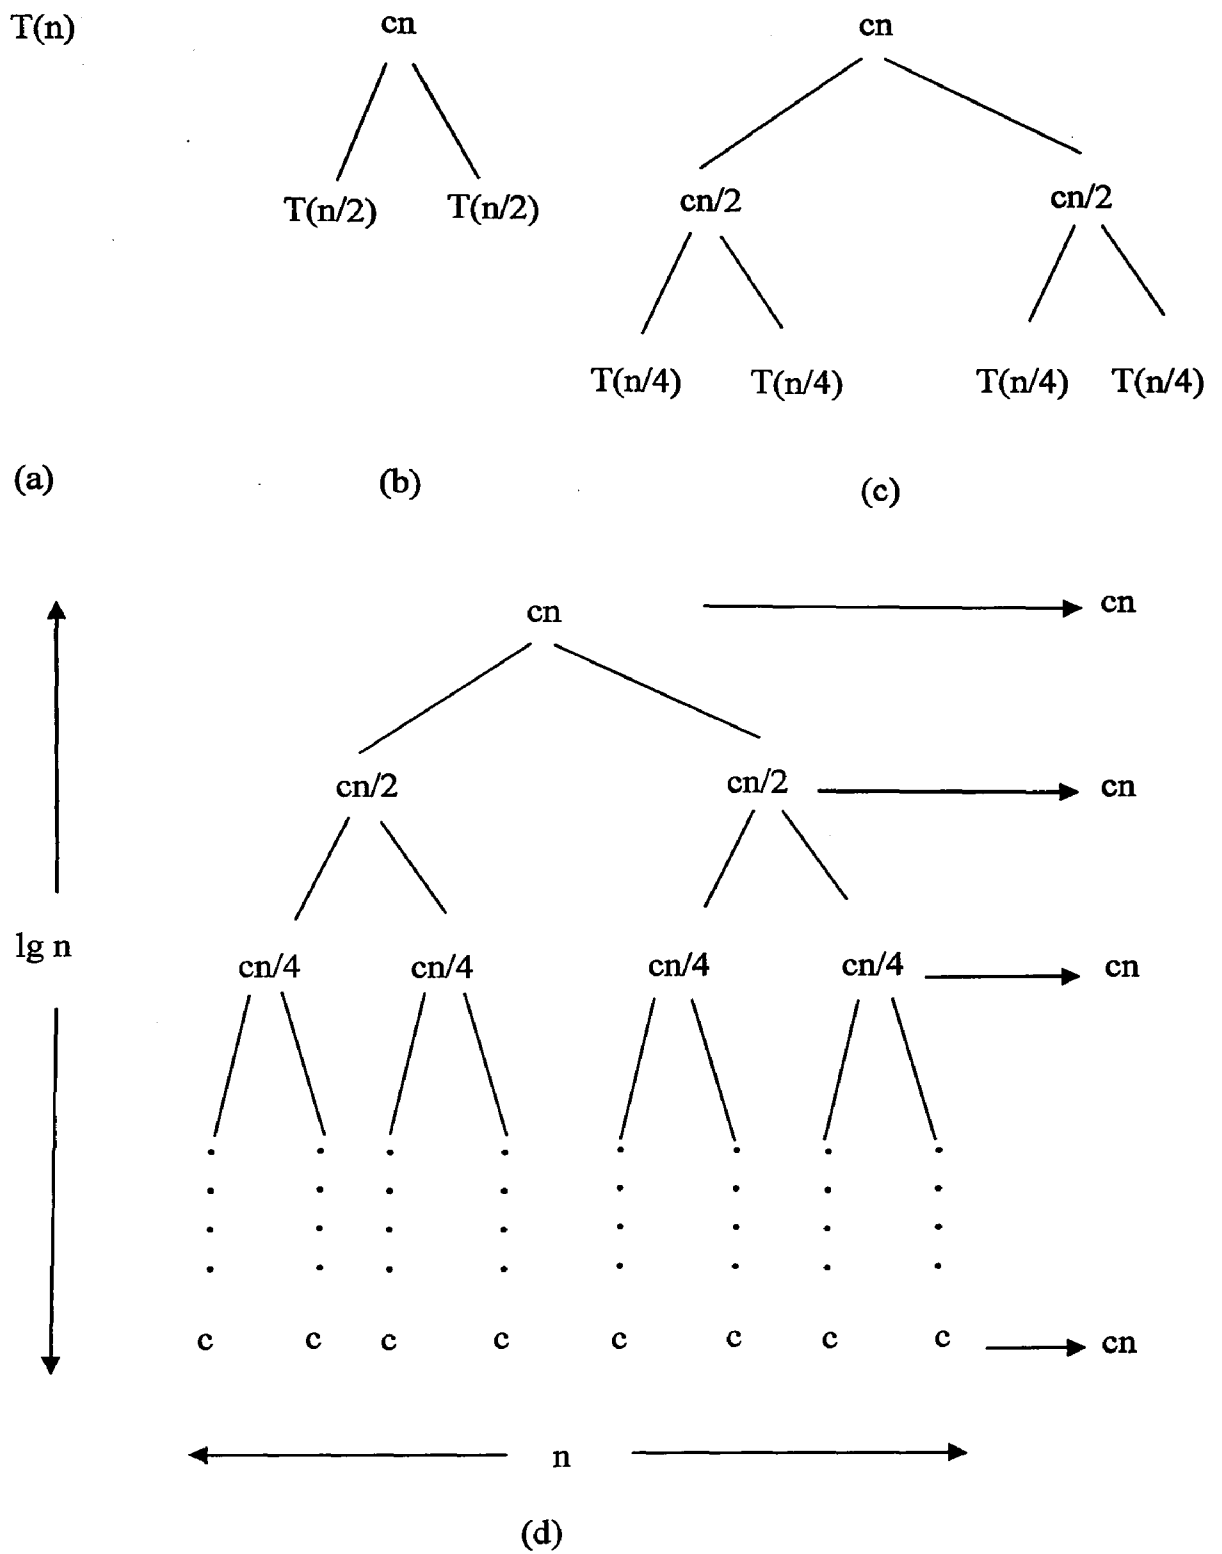 T(n) cn cn
T(n/2) T(n/2) cn/2 cn/2
T(n/4) T(n/4) T(n/4) T(n/4)
(a) (b) (c)
cn cn
cn/2 cn/2 cn
lg n
cn/4 cn/4 cn/4 cn/4 cn
c c c c c c c c cn
n
(d)